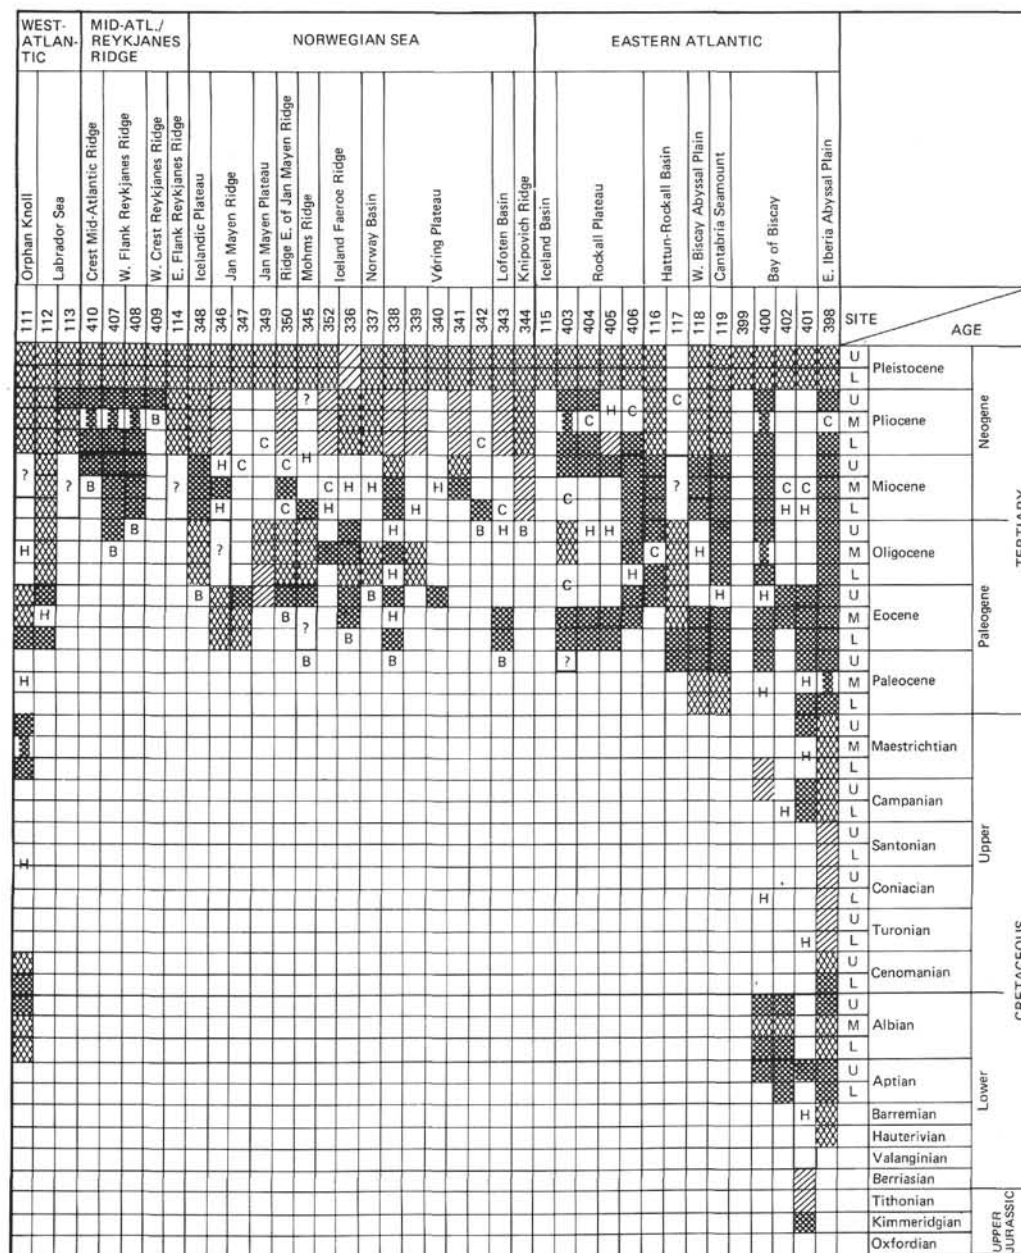 WEST-ATLAN-TIC
MID-ATL./REYKJANES RIDGE
NORWEGIAN SEA
EASTERN ATLANTIC
Orphan Knoll
Labrador Sea
Crest Mid-Atlantic Ridge
W. Flank Reykjanes Ridge
W. Crest Reykjanes Ridge
E. Flank Reykjanes Ridge
Icelandic Plateau
Jan Mayen Ridge
Jan Mayen Plateau
Ridge E. of Jan Mayen Ridge
Mohms Ridge
Iceland Faeroe Ridge
Norway Basin
Vöring Plateau
Lofoten Basin
Knipovich Ridge
Iceland Basin
Rockall Plateau
Hattun-Rockall Basin
W. Biscay Abyssal Plain
Cantabria Seamount
Bay of Biscay
E. Iberia Abyssal Plain
111 112 113 410 407 408 409 114 348 346 347 349 350 345 352 336 337 338 339 340 341 342 343 344 115 403 404 405 406 116 117 118 119 399 400 402 401 398 SITE AGE
U Pleistocene
L
? C U
B H C C M Pliocene C
C C L
? H C C H U
B ? ? C H H H C ? C C M Miocene
H C H H C H H L
B H B H B H H U
H B ? C H M Oligocene
H C H L
B B H H U
H B ? H M Eocene
B L
B B B ? U
H H H M Paleocene
L
U
H M Maestrichtian
L
U Campanian
H L
U Santonian
H L
U Coniacian
H L
U Turonian
H L
U Cenomanian
L
U
M Albian
L
U Aptian
L
H Barremian
Hauterivian
Valanginian
Berriasian
Tithonian
Kimmeridgian
Oxfordian
Neogene
Paleogene
Upper
Lower
TERTIARY
CRETACEOUS
UPPER JURASSIC